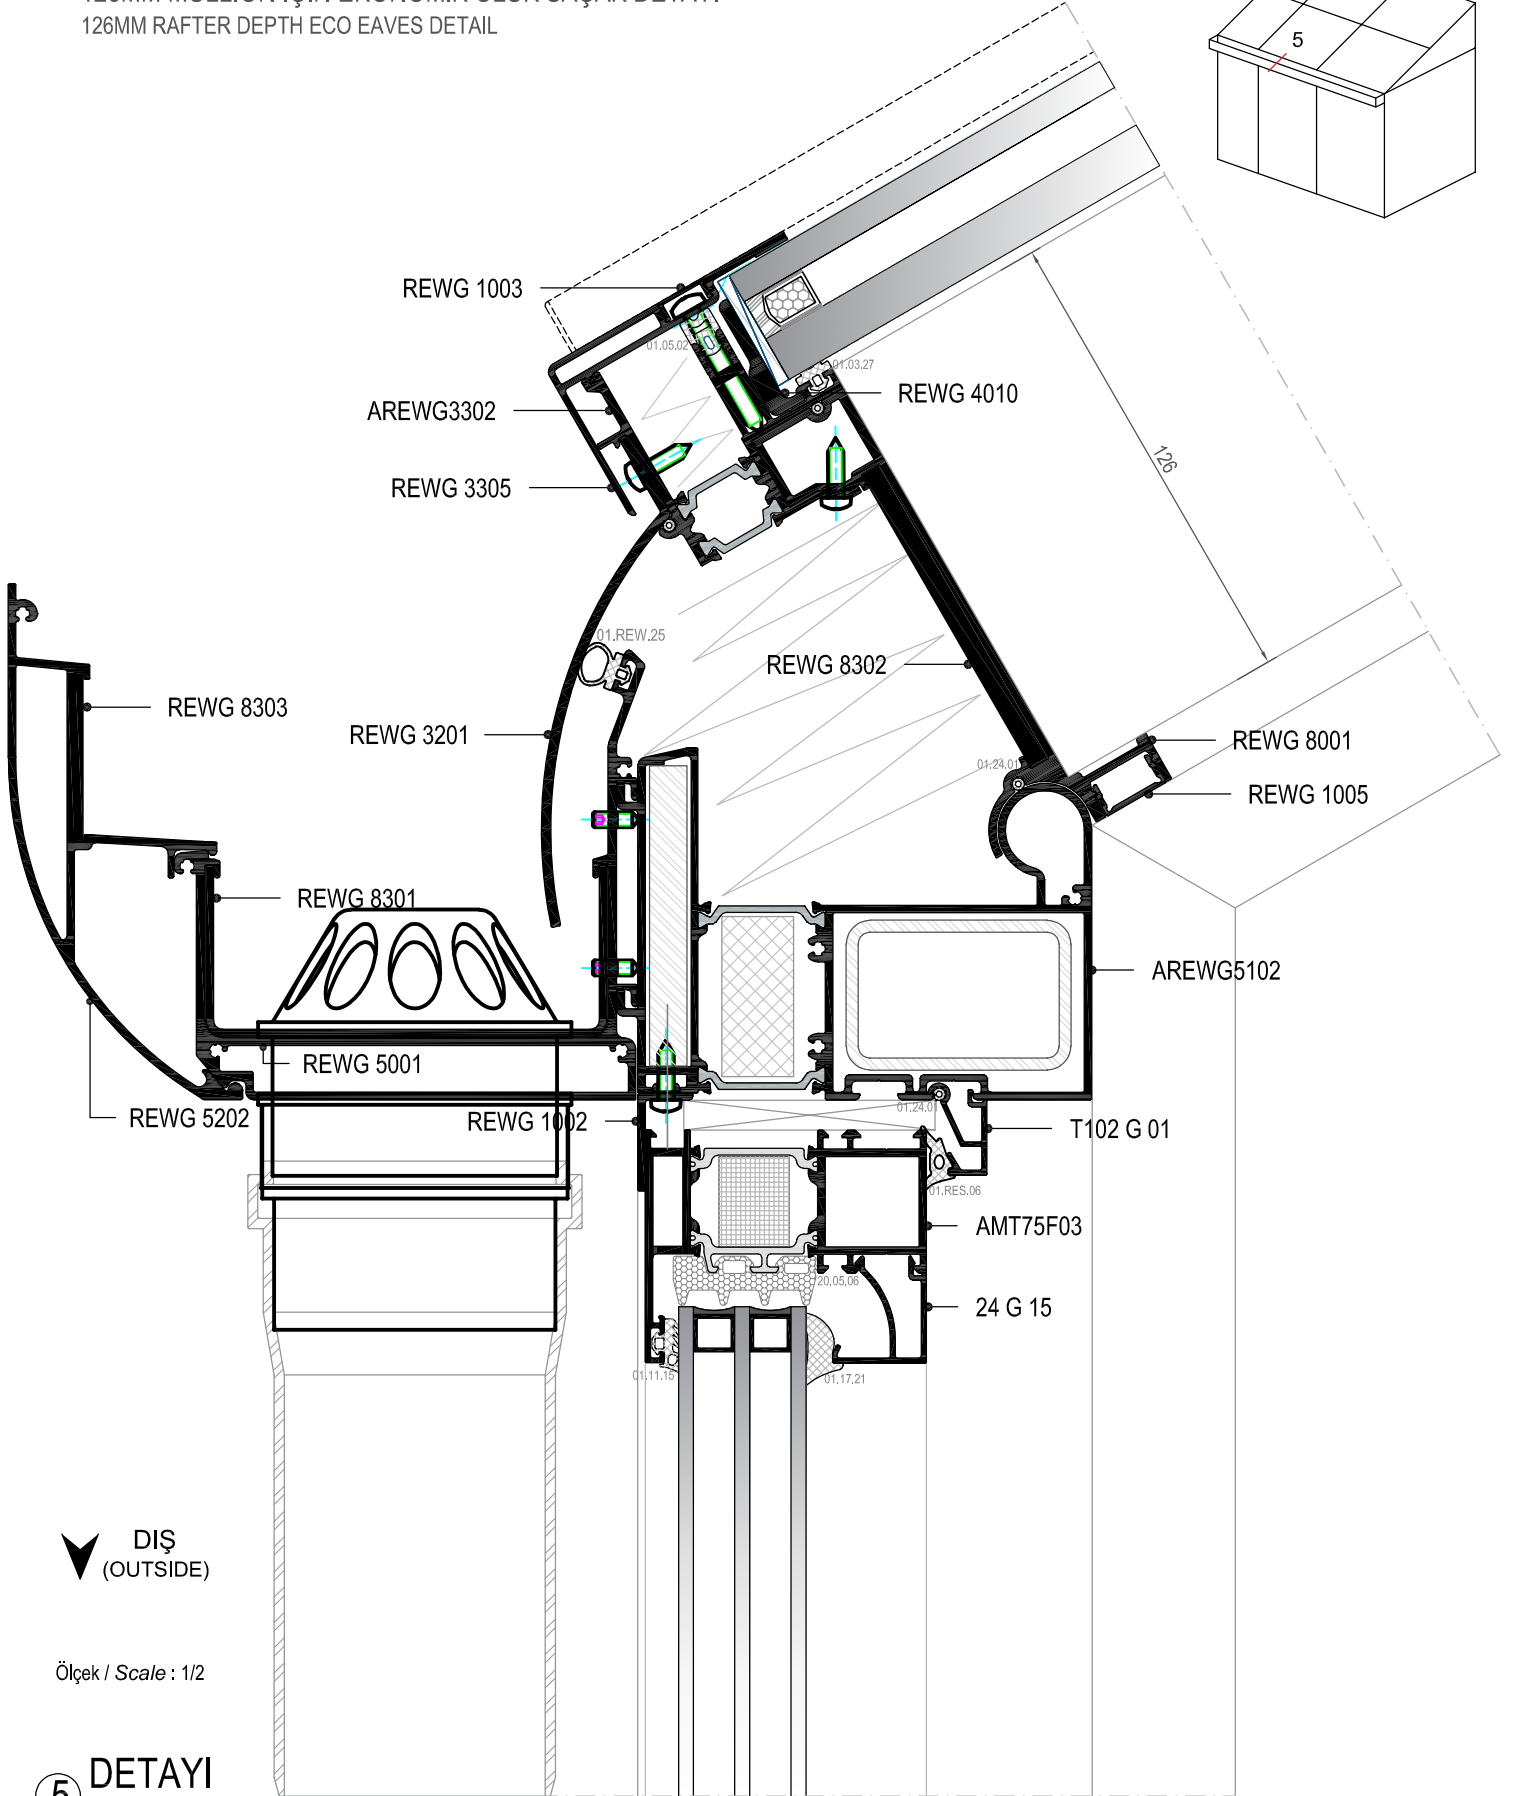 126MM RAFTER DEPTH ECO EAVES DETAIL
5
REWG 1003
01.05.02
01.03.27
AREWG3302
REWG 4010
REWG 3305
126
01.REW.25
REWG 8302
REWG 8303
REWG 3201
REWG 8001
01.24.01
REWG 1005
REWG 8301
AREWG5102
REWG 5001
REWG 5202
REWG 1002
01.24.01
T102 G 01
01.RES.06
AMT75F03
20.05.06
24 G 15
01.11.15
01.17.21
DIŞ
(OUTSIDE)
Ölçek / Scale : 1/2
5 DETAYI